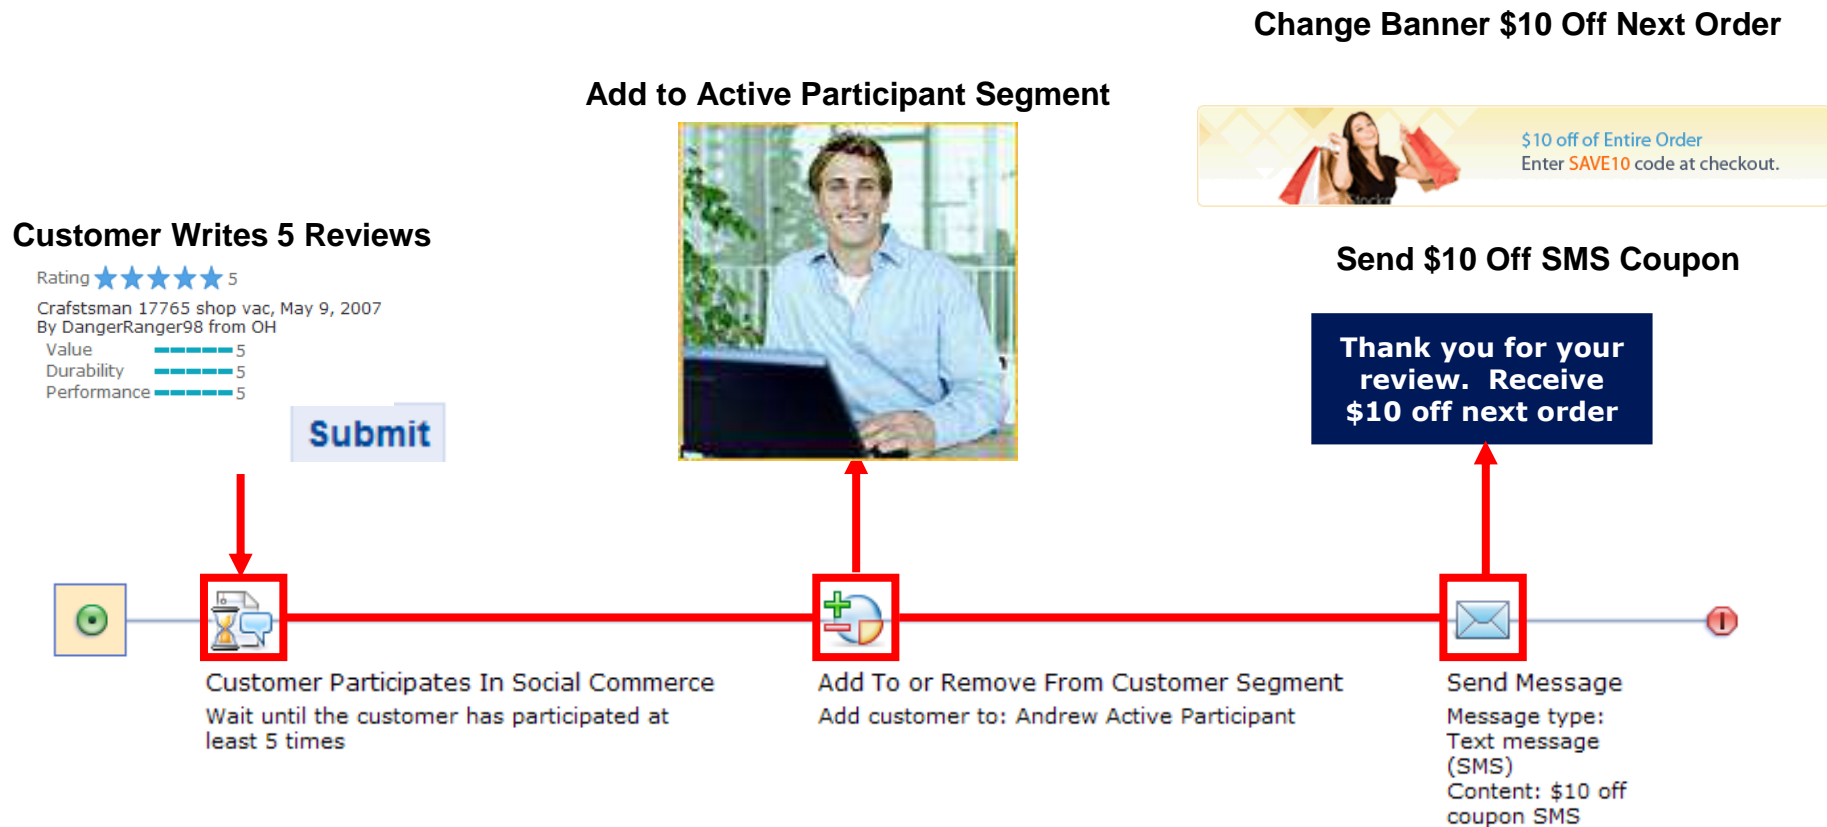 Change Banner $10 Off Next Order
Add to Active Participant Segment
$10 off of Entire Order
Enter SAVE10 code at checkout.
Customer Writes 5 Reviews
Send $10 Off SMS Coupon
Rating 5
Crafstsman 17765 shop vac, May 9, 2007
By DangerRanger98 from OH
Value 5
Durability 5
Performance 5
Submit
Thank you for your
review. Receive
$10 off next order
Customer Participates In Social Commerce
Wait until the customer has participated at
least 5 times
Add To or Remove From Customer Segment
Add customer to: Andrew Active Participant
Send Message
Message type:
Text message
(SMS)
Content: $10 off
coupon SMS